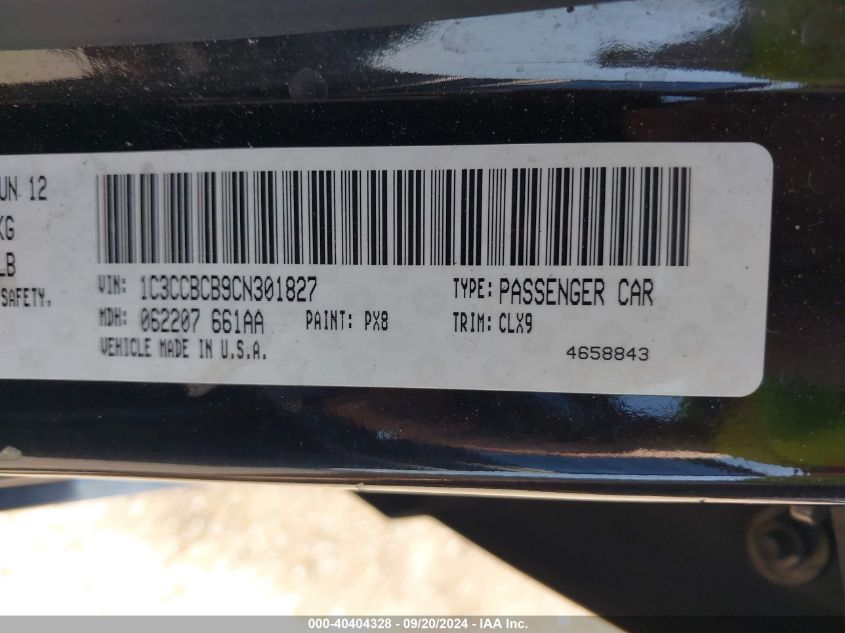 UN 12
KG
LB
SAFETY,
VIN: 1C3CCBCB9CN301827
TYPE: PASSENGER CAR
MDH: 062207 661AA
PAINT: PX8
TRIM: CLX9
VEHICLE MADE IN U.S.A.
4658843
000-40404328 - 09/20/2024 - IAA Inc.